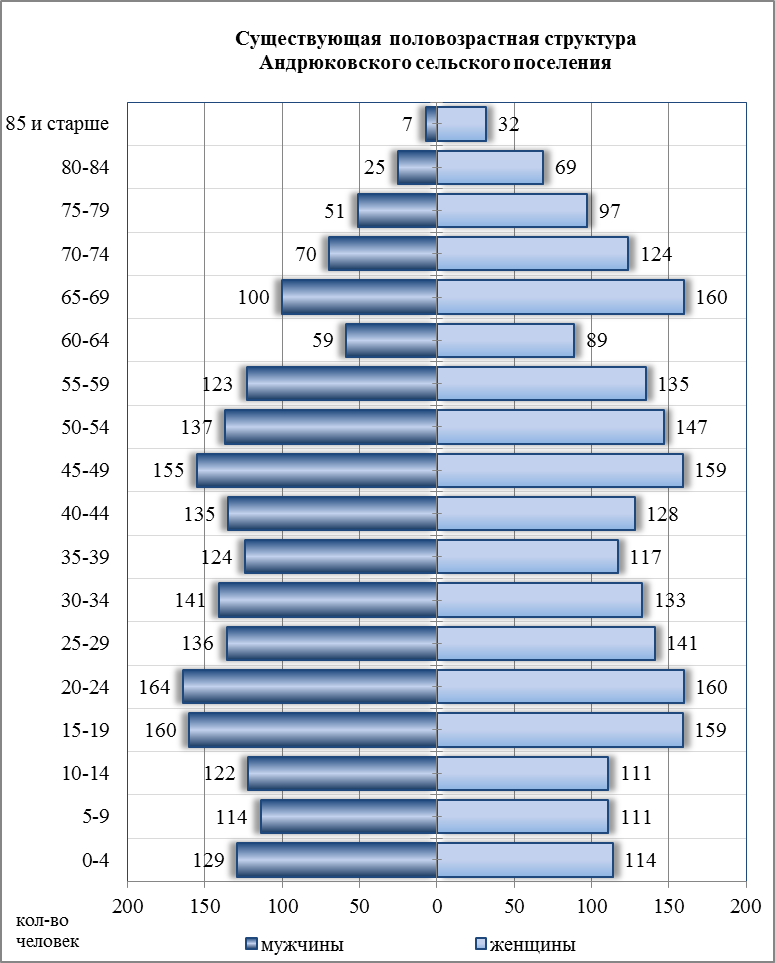 Существующая половозрастная структура
Андрюковского сельского поселения
85 и старше 7 32
80-84 25 69
75-79 51 97
70-74 70 124
65-69 100 160
60-64 59 89
55-59 123 135
50-54 137 147
45-49 155 159
40-44 135 128
35-39 124 117
30-34 141 133
25-29 136 141
20-24 164 160
15-19 160 159
10-14 122 111
5-9 114 111
0-4 129 114
200 150 100 50 0 50 100 150 200
кол-во
человек
мужчины женщины